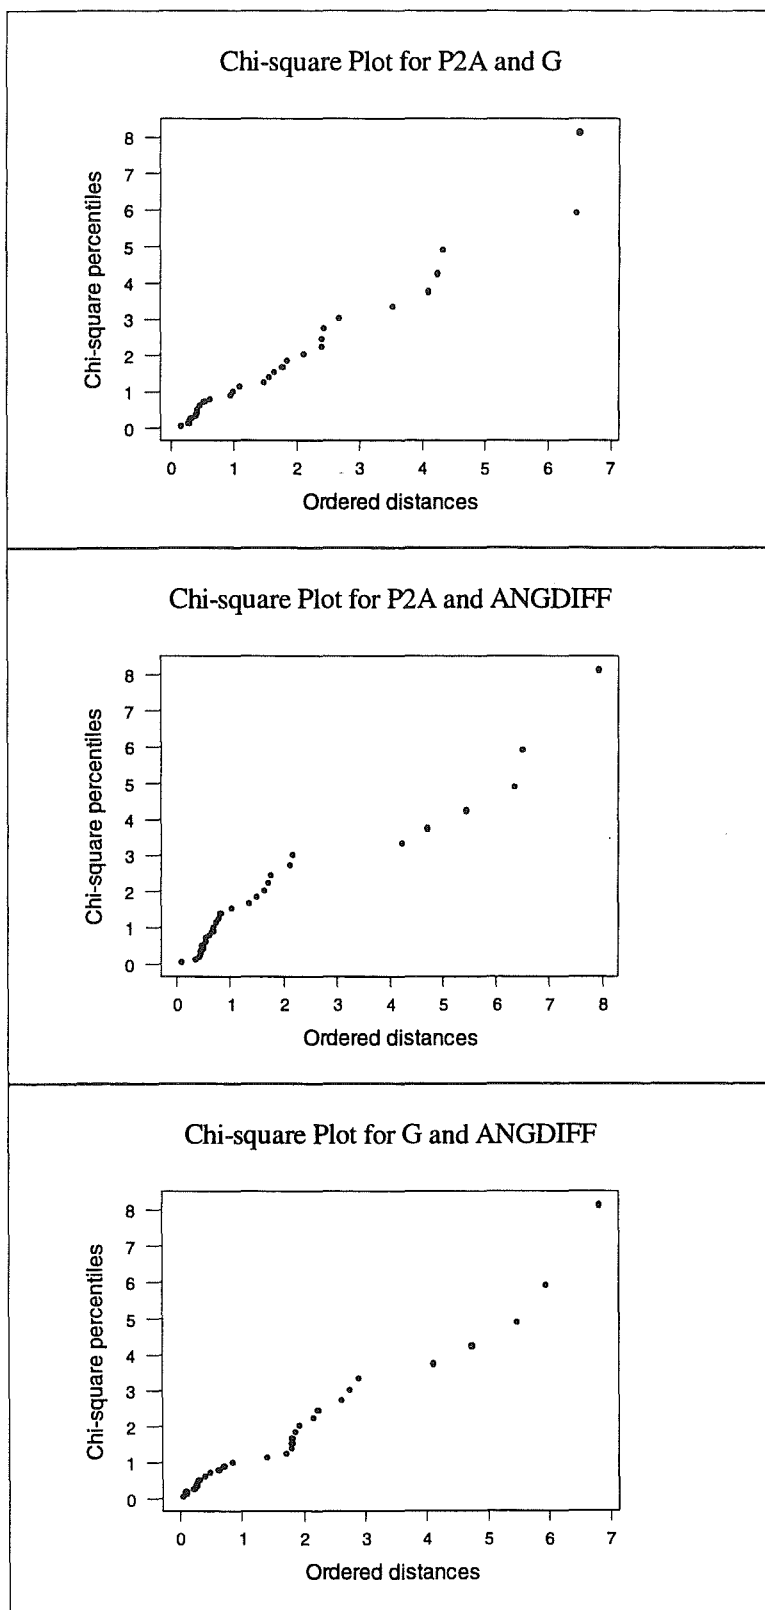 Chi-square Plot for P2A and G
8
7
6
5
4
3
2
1
0
Chi-square percentiles
0 1 2 3 4 5 6 7
Ordered distances
Chi-square Plot for P2A and ANGDIFF
8
7
6
5
4
3
2
1
0
Chi-square percentiles
0 1 2 3 4 5 6 7 8
Ordered distances
Chi-square Plot for G and ANGDIFF
8
7
6
5
4
3
2
1
0
Chi-square percentiles
0 1 2 3 4 5 6 7
Ordered distances